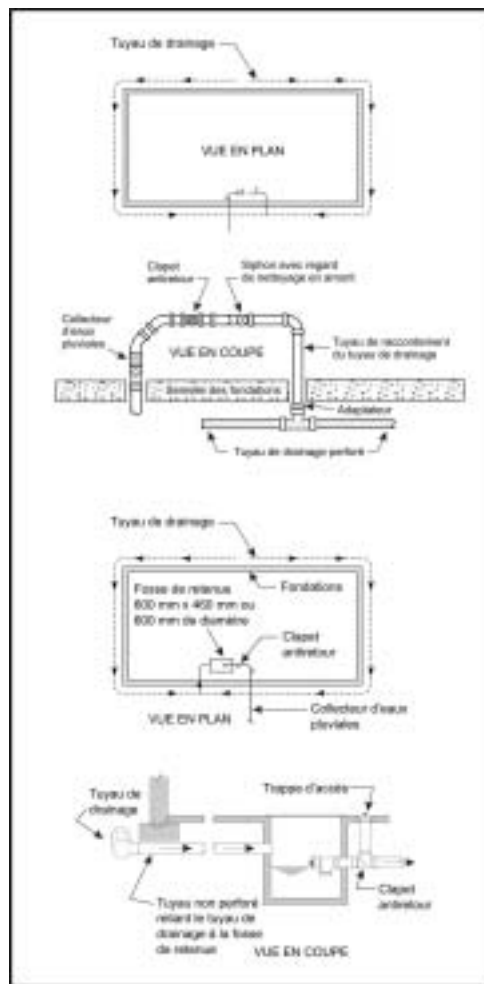 Tuyau de drainage
VUE EN PLAN
Clapet
antiretour
Siphon avec regard
de nettoyage en amont
Collecteur
d'eaux
pluviales
VUE EN COUPE
Tuyau de raccordement
du tuyau de drainage
Semelle des fondations
Adaptateur
Tuyau de drainage perforé
Tuyau de drainage
Fosse de retenue
600 mm x 460 mm ou
600 mm de diamètre
Fondations
Clapet
antiretour
VUE EN PLAN
Collecteur d'eaux
pluviales
Tuyau de
drainage
Trappe d'accès
Clapet
antiretour
Tuyau non perforé
reliant le tuyau de
drainage à la fosse
de retenue
VUE EN COUPE